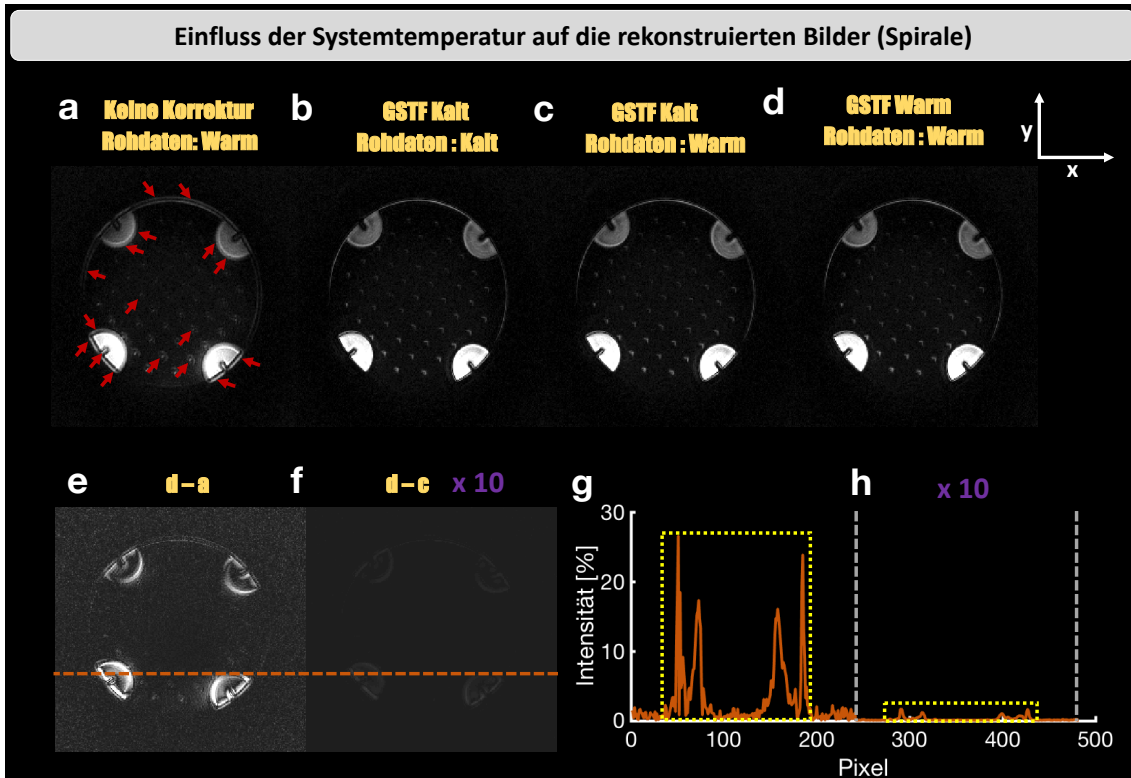 Einfluss der Systemtemperatur auf die rekonstruierten Bilder (Spirale)
a
Keine Korrektur
Rohdaten: Warm
b
GSTF Kalt
Rohdaten : Kalt
c
GSTF Kalt
Rohdaten : Warm
d
GSTF Warm
Rohdaten : Warm
y
x
e
d – a
f
d – c x 10
g
h
x 10
Intensität [%]
30
20
10
0
0 100 200 300 400 500
Pixel